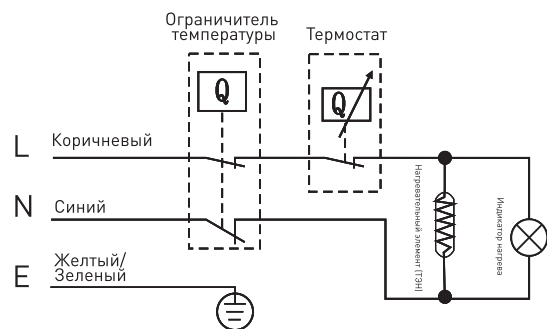 Ограничитель
температуры
Термостат
Q
Q
L
Коричневый
N
Синий
E
Желтый/
Зеленый
Нагревательный элемент (ТЭН)
Индикатор нагрева